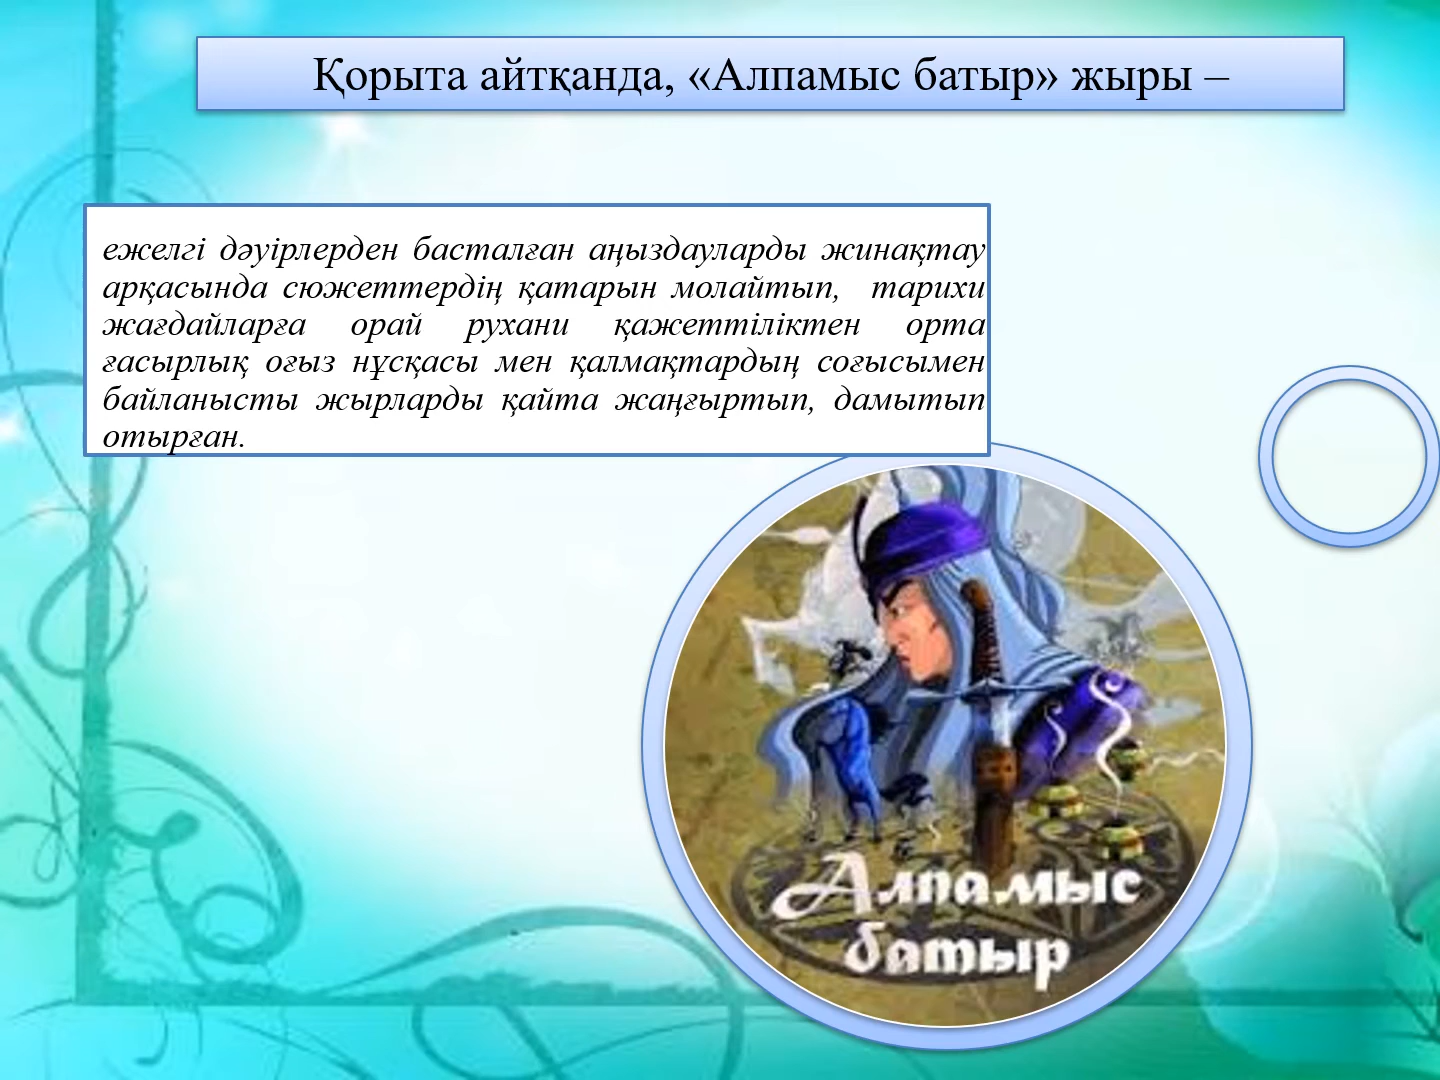 Қорыта айтқанда, «Алпамыс батыр» жыры –
ежелгі дәуірлерден басталған аңыздауларды жинақтау
арқасында сюжеттердің қатарын молайтып, тарихи
жағдайларға орай рухани қажеттіліктен орта
ғасырлық оғыз нұсқасы мен қалмақтардың соғысымен
байланысты жырларды қайта жаңғыртып, дамытып
отырған.
Алпамыс
батыр